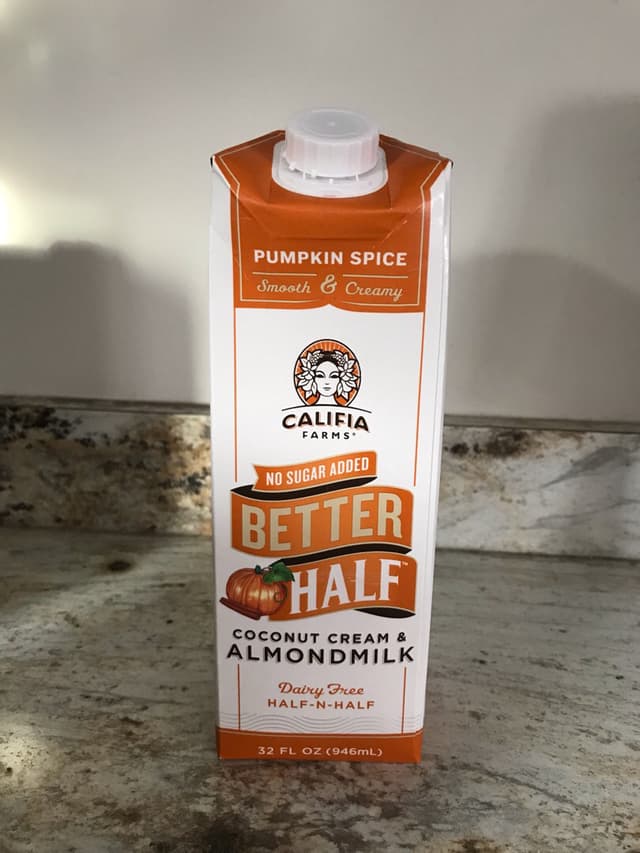 PUMPKIN SPICE
Smooth & Creamy
CALIFIA
FARMS®
NO SUGAR ADDED
BETTER
HALF™
COCONUT CREAM &
ALMONDMILK
Dairy Free
HALF-N-HALF
32 FL OZ (946mL)